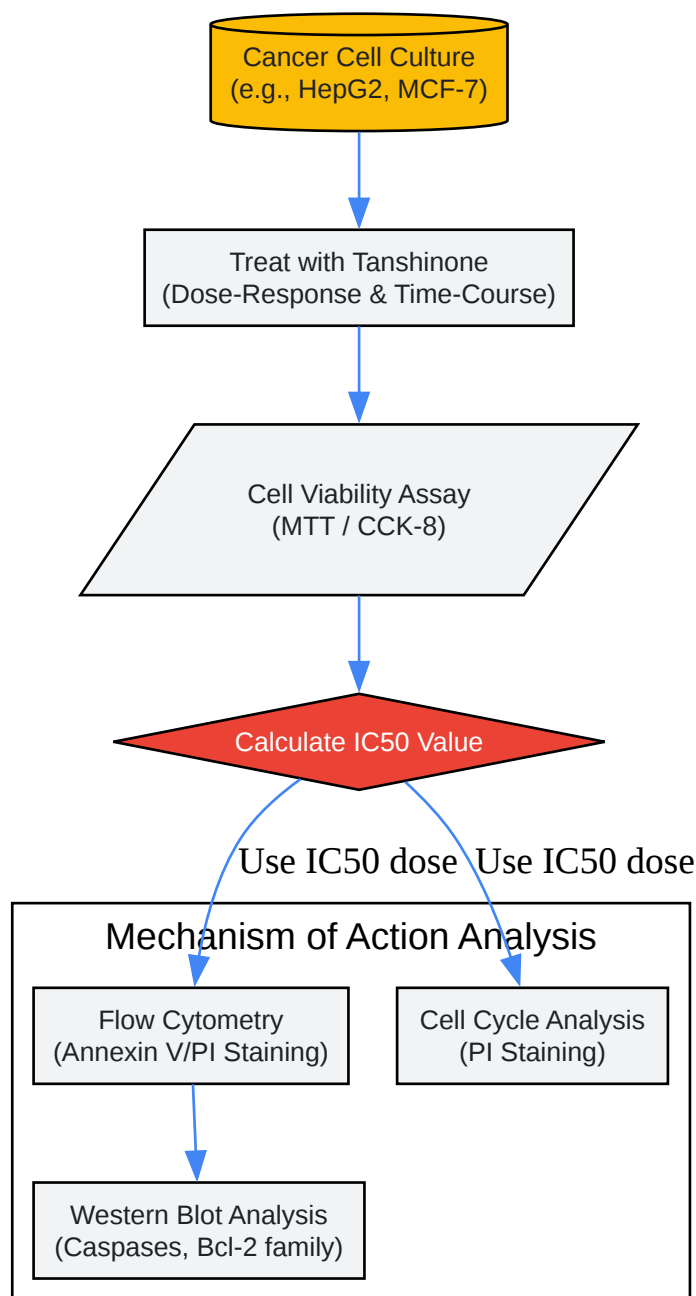 Cancer Cell Culture
(e.g., HepG2, MCF-7)
Treat with Tanshinone
(Dose-Response & Time-Course)
Cell Viability Assay
(MTT / CCK-8)
Calculate IC50 Value
Use IC50 dose
Use IC50 dose
Mechanism of Action Analysis
Flow Cytometry
(Annexin V/PI Staining)
Cell Cycle Analysis
(PI Staining)
Western Blot Analysis
(Caspases, Bcl-2 family)